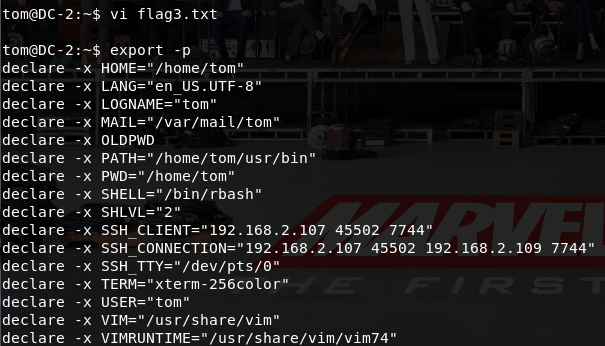 tom@DC-2:~$ vi flag3.txt
tom@DC-2:~$ export -p
declare -x HOME="/home/tom"
declare -x LANG="en_US.UTF-8"
declare -x LOGNAME="tom"
declare -x MAIL="/var/mail/tom"
declare -x OLDPWD
declare -x PATH="/home/tom/usr/bin"
declare -x PWD="/home/tom"
declare -x SHELL="/bin/rbash"
declare -x SHLVL="2"
declare -x SSH_CLIENT="192.168.2.107 45502 7744"
declare -x SSH_CONNECTION="192.168.2.107 45502 192.168.2.109 7744"
declare -x SSH_TTY="/dev/pts/0"
declare -x TERM="xterm-256color"
declare -x USER="tom"
declare -x VIM="/usr/share/vim"
declare -x VIMRUNTIME="/usr/share/vim/vim74"
MARVEL
THE FIRST